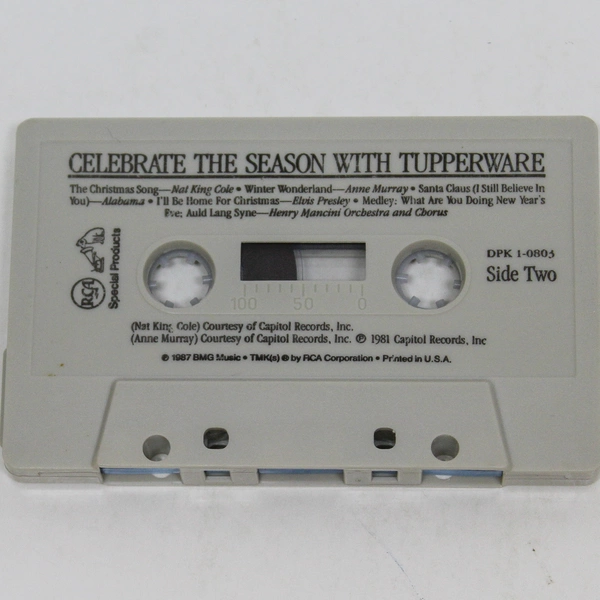 CELEBRATE THE SEASON WITH TUPPERWARE
The Christmas Song—Nat King Cole • Winter Wonderland—Anne Murray • Santa Claus (I Still Believe In
You)—Alabama • I'll Be Home For Christmas—Elvis Presley • Medley: What Are You Doing New Year's
Eve; Auld Lang Syne—Henry Mancini Orchestra and Chorus
RCA
Special Products
DPK 1-0803
Side Two
100 50 0
(Nat King Cole) Courtesy of Capitol Records, Inc.
(Anne Murray) Courtesy of Capitol Records, Inc. ℗ 1981 Capitol Records, Inc
© 1987 BMG Music • TMK(s) ® by RCA Corporation • Printed in U.S.A.